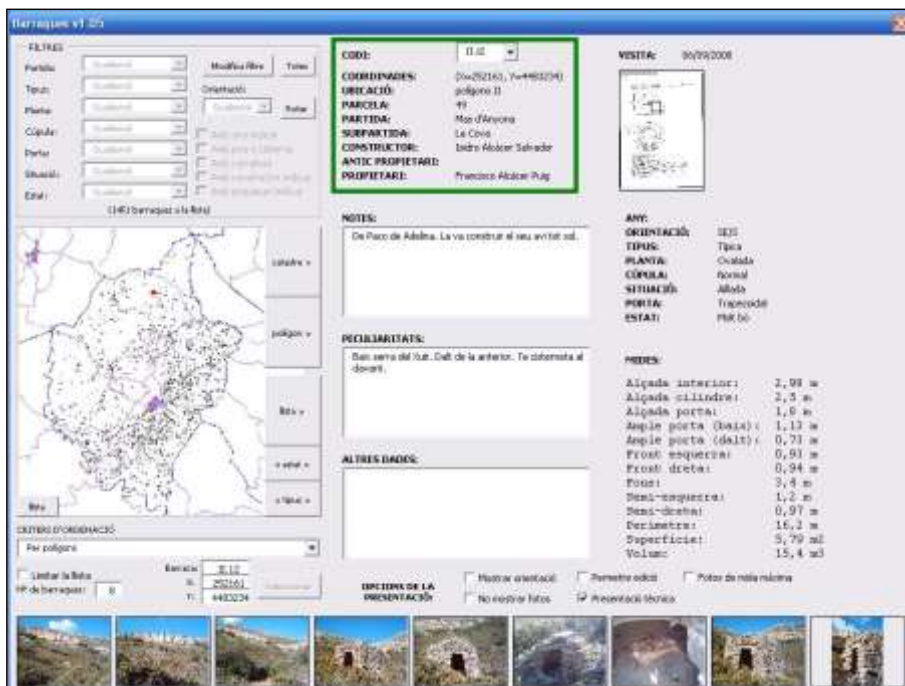 Barraques v1.05
FILTRES
Partida:
Tipus:
Planta:
Cúpula:
Porta:
Situació:
Estat:
Modifica filtre
Totes
Orientació:
Rotar
CODI:
II.12
COORDINADES: (X=252161, Y=4483234)
UBICACIÓ: polígono II
PARCELA: 49
PARTIDA: Mas d'Anyona
SUBPARTIDA: La Cova
CONSTRUCTOR: Isidro Alcácer Salvador
ANTIC PROPIETARI:
PROPIETARI: Francisco Alcácer Puig
VISITA: 06/09/2008
NOTES:
De Paco de Adelina. La va construir el seu avi tot sol.
PECULIARITATS:
Baix serra del Xuit. Dalt de la anterior. Te cisterneta al
davant.
ALTRES DADES:
ANY:
ORIENTACIÓ: SE/S
TIPUS: Típica
PLANTA: Ovalada
CÚPULA: Normal
SITUACIÓ: Aïllada
PORTA: Trapezoidal
ESTAT: Molt bo
MIDES:
Alçada interior: 2,98 m
Alçada cilindre: 2,5 m
Alçada porta: 1,8 m
Ample porta (baix): 1,13 m
Ample porta (dalt): 0,73 m
Front esquerra: 0,93 m
Front dreta: 0,94 m
Fons: 3,4 m
Semi-esquerra: 1,2 m
Semi-dreta: 0,97 m
Perímetre: 16,2 m
Superfície: 5,79 m2
Volum: 15,4 m3
catastre »
polígon »
llista »
« estat »
« tipus »
llista
CRITERI D'ORDENACIÓ
Per polígons
Limitar la llista
Nº de barraques: 8
Barraca: II.12
X: 252161
Y: 4483234
OPCIONS DE LA
PRESENTACIÓ:
Mostrar orientació
Permetre edició
Fotos de mida màxima
No mostrar fotos
Presentació tècnica